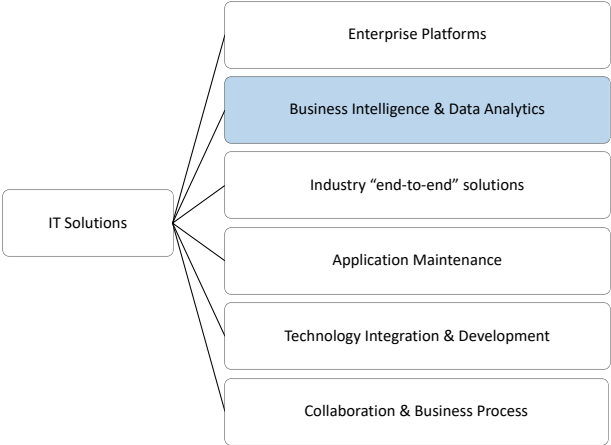 Enterprise Platforms
Business Intelligence & Data Analytics
Industry “end-to-end” solutions
IT Solutions
Application Maintenance
Technology Integration & Development
Collaboration & Business Process